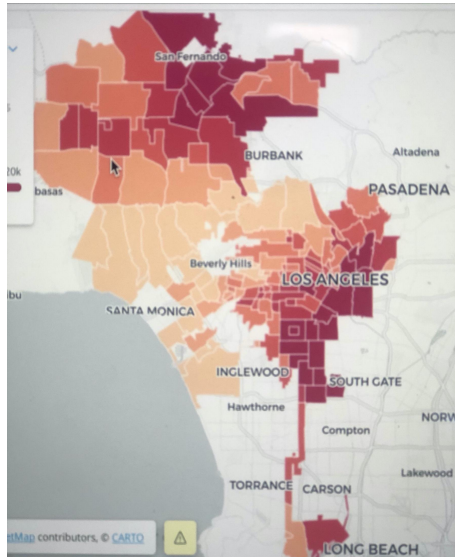 San Fernando
BURBANK
Altadena
20k
basas
PASADENA
Beverly Hills
LOS ANGELES
ibu
SANTA MONICA
INGLEWOOD
SOUTH GATE
Hawthorne
NORW
Compton
Lakewood
TORRANCE
CARSON
etMap contributors, © CARTO
LONG BEACH